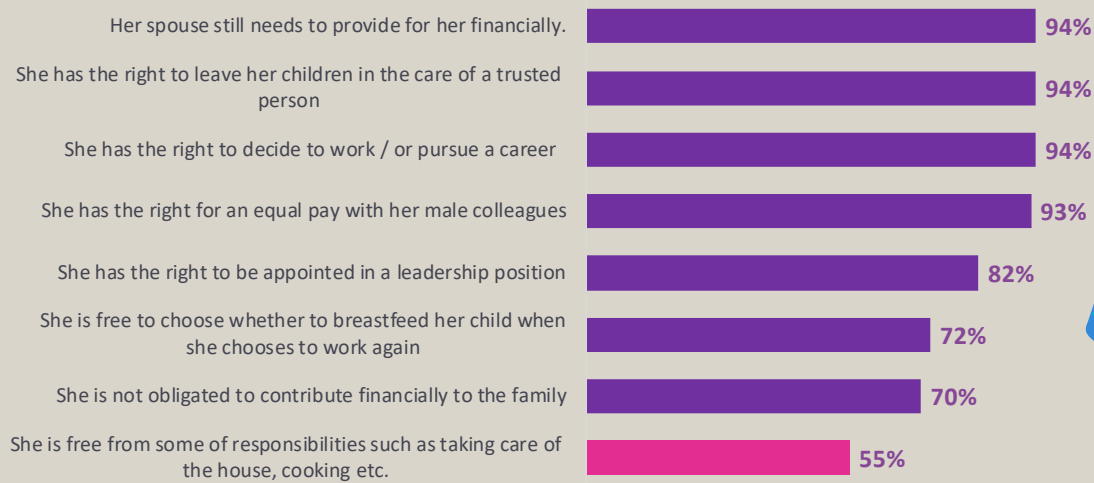 Her spouse still needs to provide for her financially.
94%
She has the right to leave her children in the care of a trusted
person
94%
She has the right to decide to work / or pursue a career
94%
She has the right for an equal pay with her male colleagues
93%
She has the right to be appointed in a leadership position
82%
She is free to choose whether to breastfeed her child when
she chooses to work again
72%
She is not obligated to contribute financially to the family
70%
She is free from some of responsibilities such as taking care of
the house, cooking etc.
55%